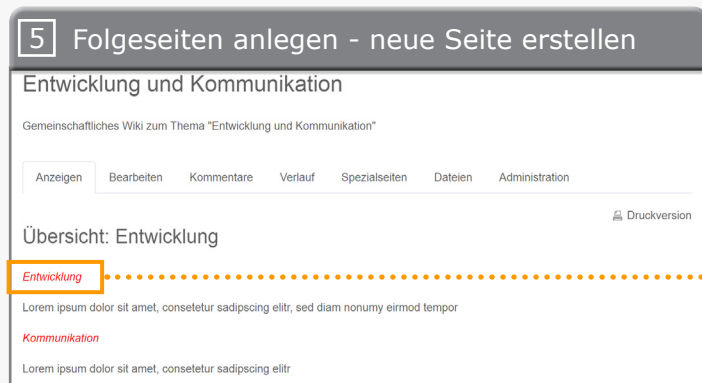 5 Folgeseiten anlegen - neue Seite erstellen
Entwicklung und Kommunikation
Gemeinschaftliches Wiki zum Thema "Entwicklung und Kommunikation"
Anzeigen Bearbeiten Kommentare Verlauf Spezialseiten Dateien Administration
Druckversion
Übersicht: Entwicklung
Entwicklung
Lorem ipsum dolor sit amet, consetetur sadipscing elitr, sed diam nonumy eirmod tempor
Kommunikation
Lorem ipsum dolor sit amet, consetetur sadipscing elitr